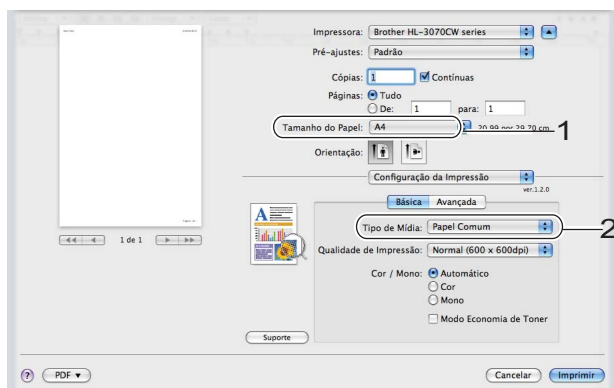 Impressora: Brother HL-3070CW series
Pré-ajustes: Padrão
Cópias: 1 Contínuas
Páginas: Tudo
De: 1 para: 1
Tamanho do Papel: A4 20,99 por 29,70 cm 1
Orientação:
Configuração da Impressão
ver.1.2.0
Básica Avançada
Tipo de Mídia: Papel Comum 2
Qualidade de Impressão: Normal (600 x 600dpi)
Cor / Mono: Automático
Cor
Mono
Modo Economia de Toner
1 de 1
Suporte
? PDF Cancelar Imprimir